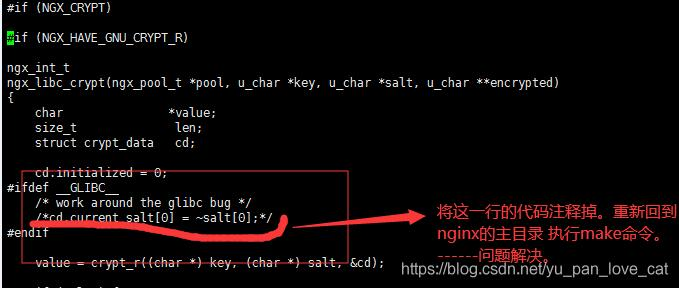 #if (NGX_CRYPT)
#if (NGX_HAVE_GNU_CRYPT_R)
ngx_int_t
ngx_libc_crypt(ngx_pool_t *pool, u_char *key, u_char *salt, u_char **encrypted)
{
    char               *value;
    size_t              len;
    struct crypt_data   cd;
    cd.initialized = 0;
#ifdef __GLIBC__
    /* work around the glibc bug */
    /*cd.current_salt[0] = ~salt[0];*/
#endif
    value = crypt_r((char *) key, (char *) salt, &cd);
将这一行的代码注释掉。重新回到
nginx的主目录 执行make命令。
------问题解决。
https://blog.csdn.net/yu_pan_love_cat